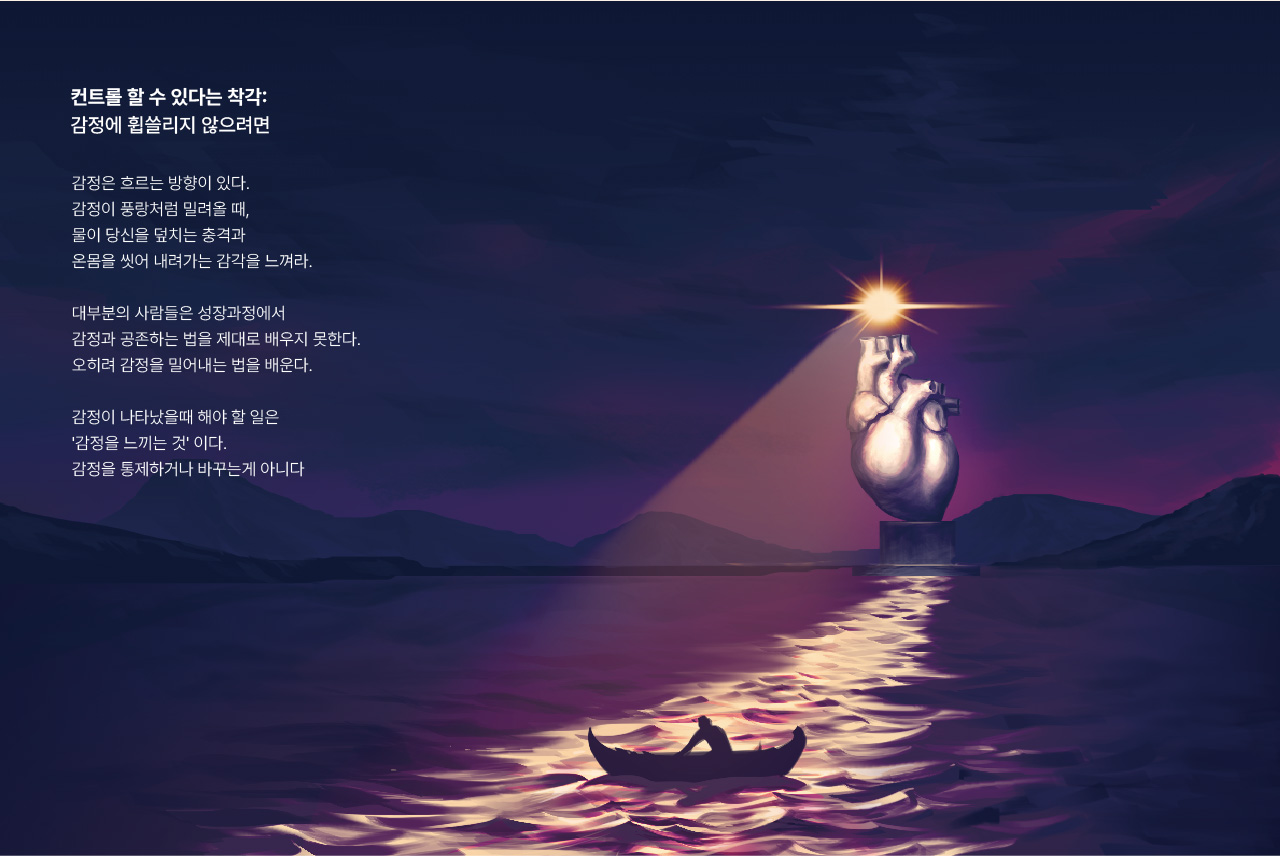 컨트롤 할 수 있다는 착각:
감정에 휩쓸리지 않으려면
감정은 흐르는 방향이 있다.
감정이 풍랑처럼 밀려올 때,
물이 당신을 덮치는 충격과
온몸을 씻어 내려가는 감각을 느껴라.
대부분의 사람들은 성장과정에서
감정과 공존하는 법을 제대로 배우지 못한다.
오히려 감정을 밀어내는 법을 배운다.
감정이 나타났을때 해야 할 일은
'감정을 느끼는 것' 이다.
감정을 통제하거나 바꾸는게 아니다